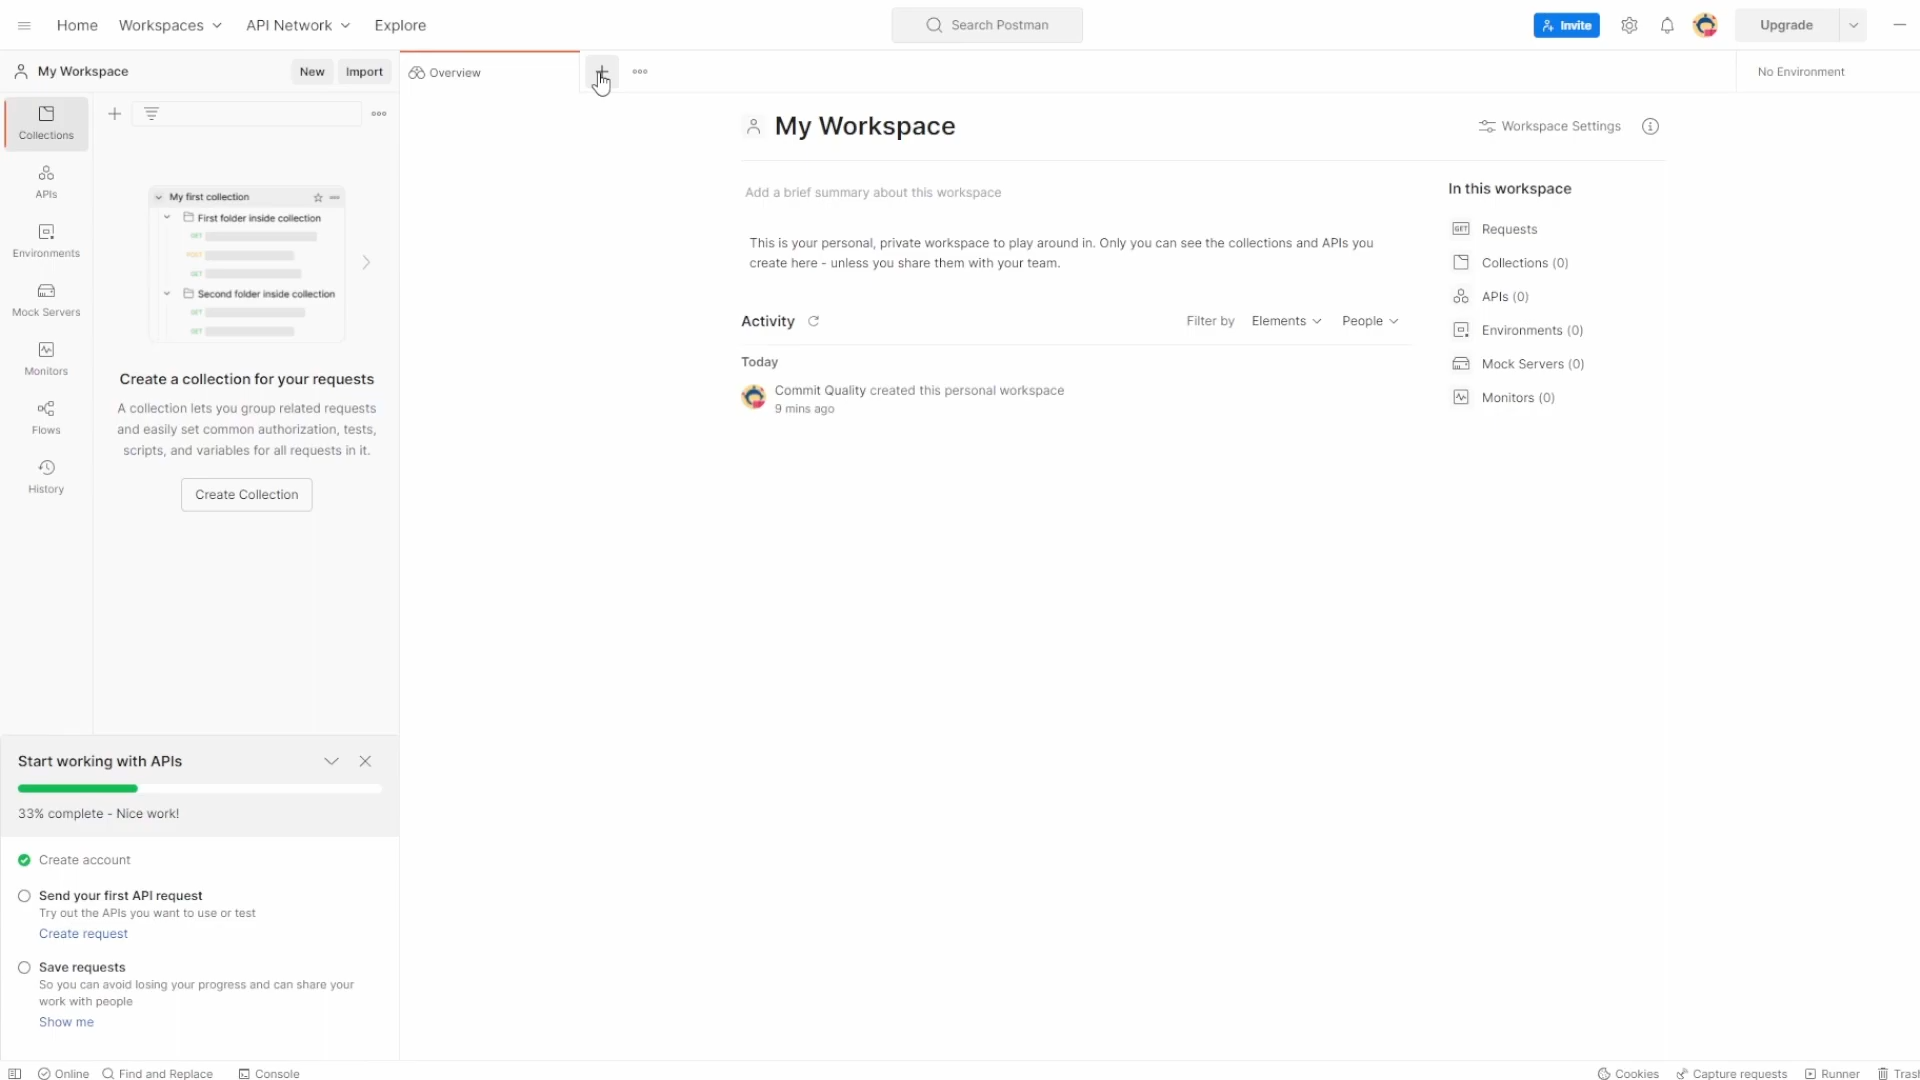 Home
Workspaces
API Network
Explore
Search Postman
Invite
Upgrade
My Workspace
New
Import
Overview
No Environment
Collections
APIs
Environments
Mock Servers
Monitors
Flows
History
My first collection
First folder inside collection
GET
POST
GET
Second folder inside collection
GET
GET
Create a collection for your requests
A collection lets you group related requests
and easily set common authorization, tests,
scripts, and variables for all requests in it.
Create Collection
My Workspace
Workspace Settings
Add a brief summary about this workspace
This is your personal, private workspace to play around in. Only you can see the collections and APIs you
create here - unless you share them with your team.
Activity
Filter by
Elements
People
Today
Commit Quality created this personal workspace
9 mins ago
In this workspace
GET
Requests
Collections (0)
APIs (0)
Environments (0)
Mock Servers (0)
Monitors (0)
Start working with APIs
33% complete - Nice work!
Create account
Send your first API request
Try out the APIs you want to use or test
Create request
Save requests
So you can avoid losing your progress and can share your
work with people
Show me
Online
Find and Replace
Console
Cookies
Capture requests
Runner
Trash